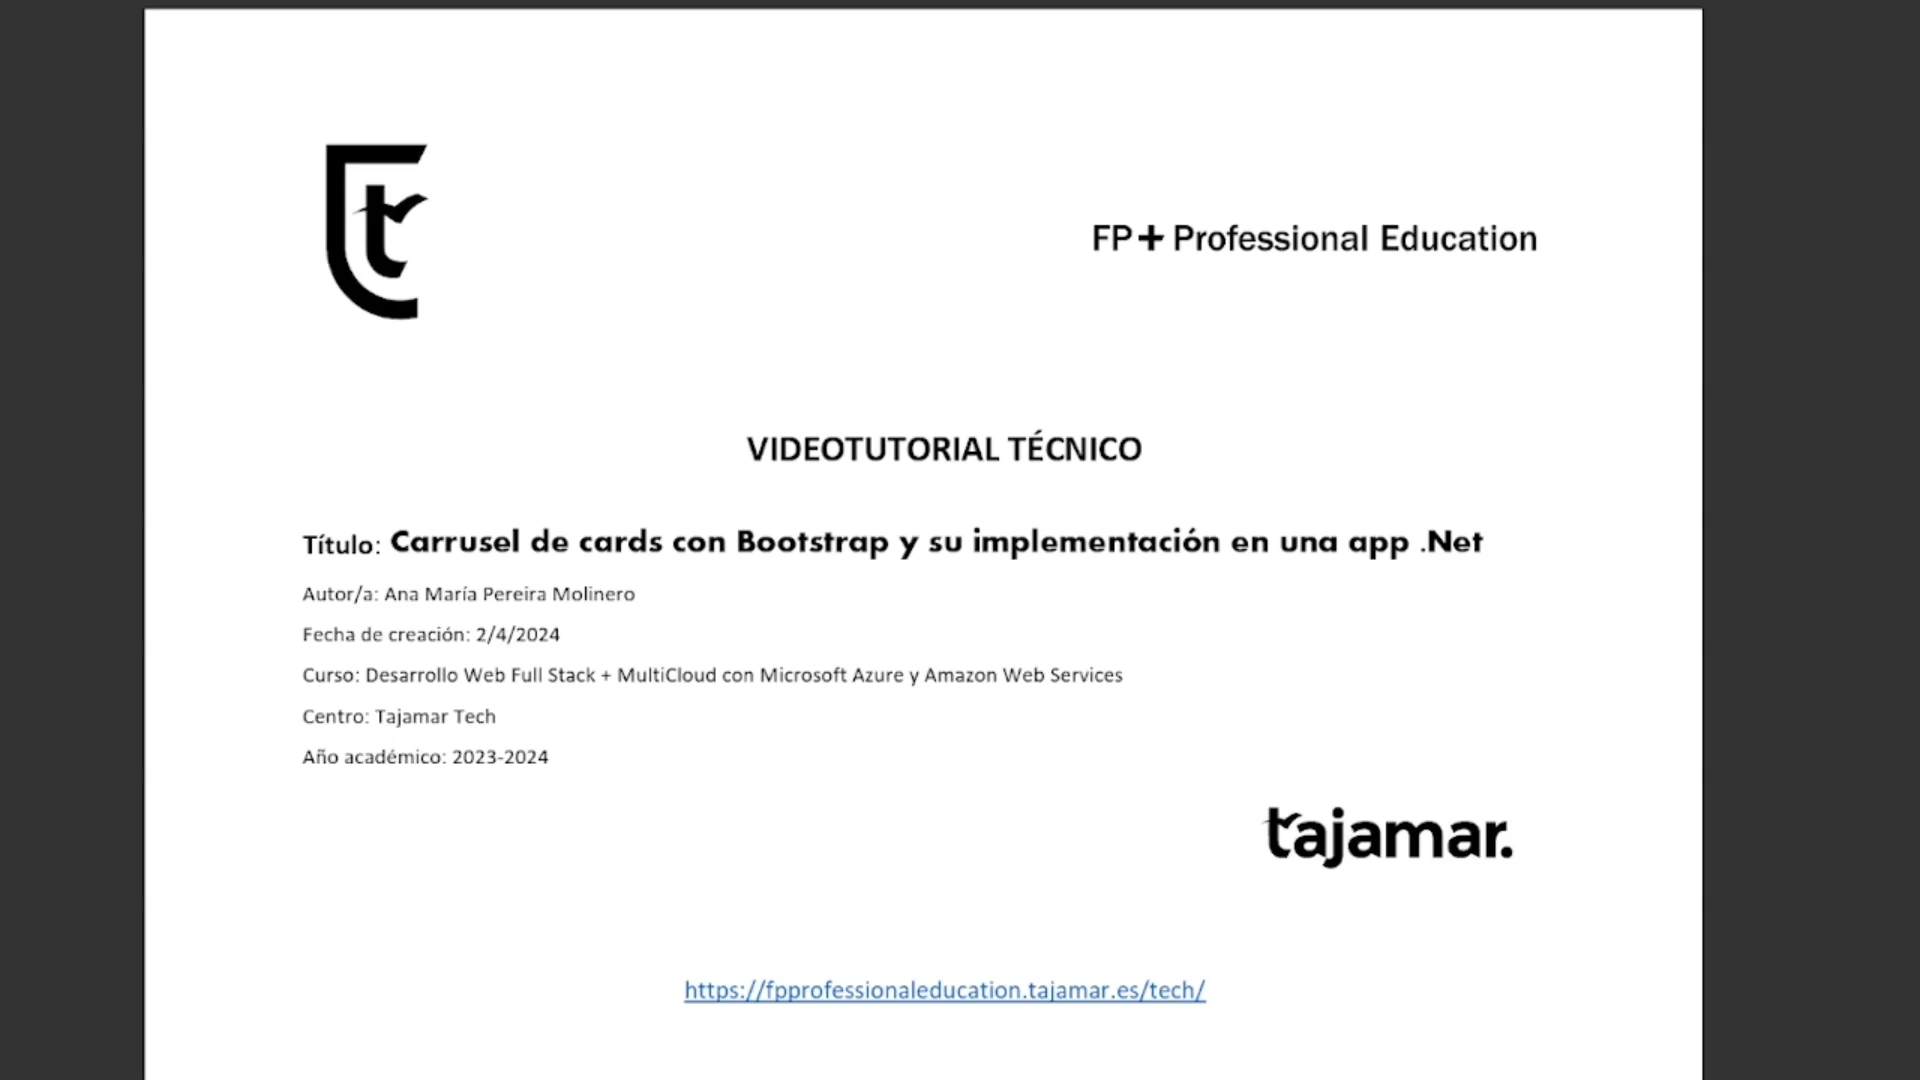 t
FP+ Professional Education
VIDEOTUTORIAL TÉCNICO
Título: Carrusel de cards con Bootstrap y su implementación en una app .Net
Autor/a: Ana María Pereira Molinero
Fecha de creación: 2/4/2024
Curso: Desarrollo Web Full Stack + MultiCloud con Microsoft Azure y Amazon Web Services
Centro: Tajamar Tech
Año académico: 2023-2024
tajamar.
https://fpprofessionaleducation.tajamar.es/tech/